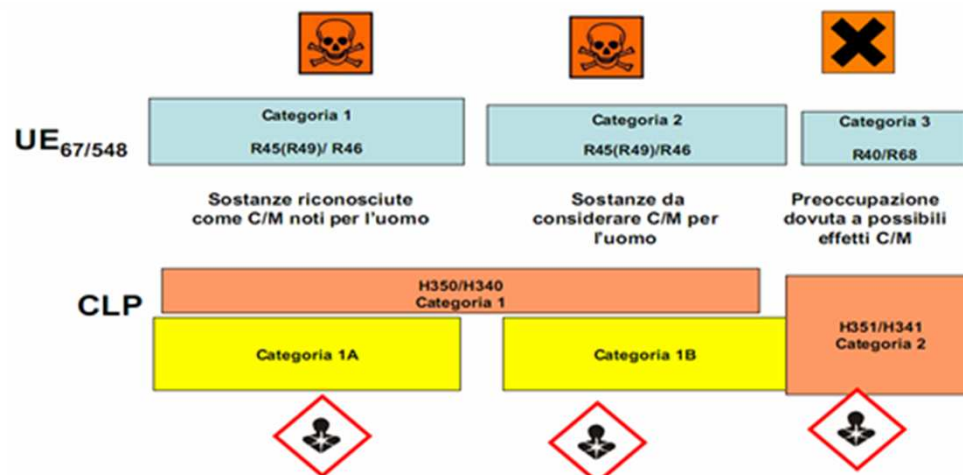 Categoria 1
R45(R49)/ R46
Categoria 2
R45(R49)/R46
Categoria 3
R40/R68
UE67/548
Sostanze riconosciute
come C/M noti per l'uomo
Sostanze da
considerare C/M per
l'uomo
Preoccupazione
dovuta a possibili
effetti C/M
CLP
H350/H340
Categoria 1
Categoria 1A
Categoria 1B
H351/H341
Categoria 2